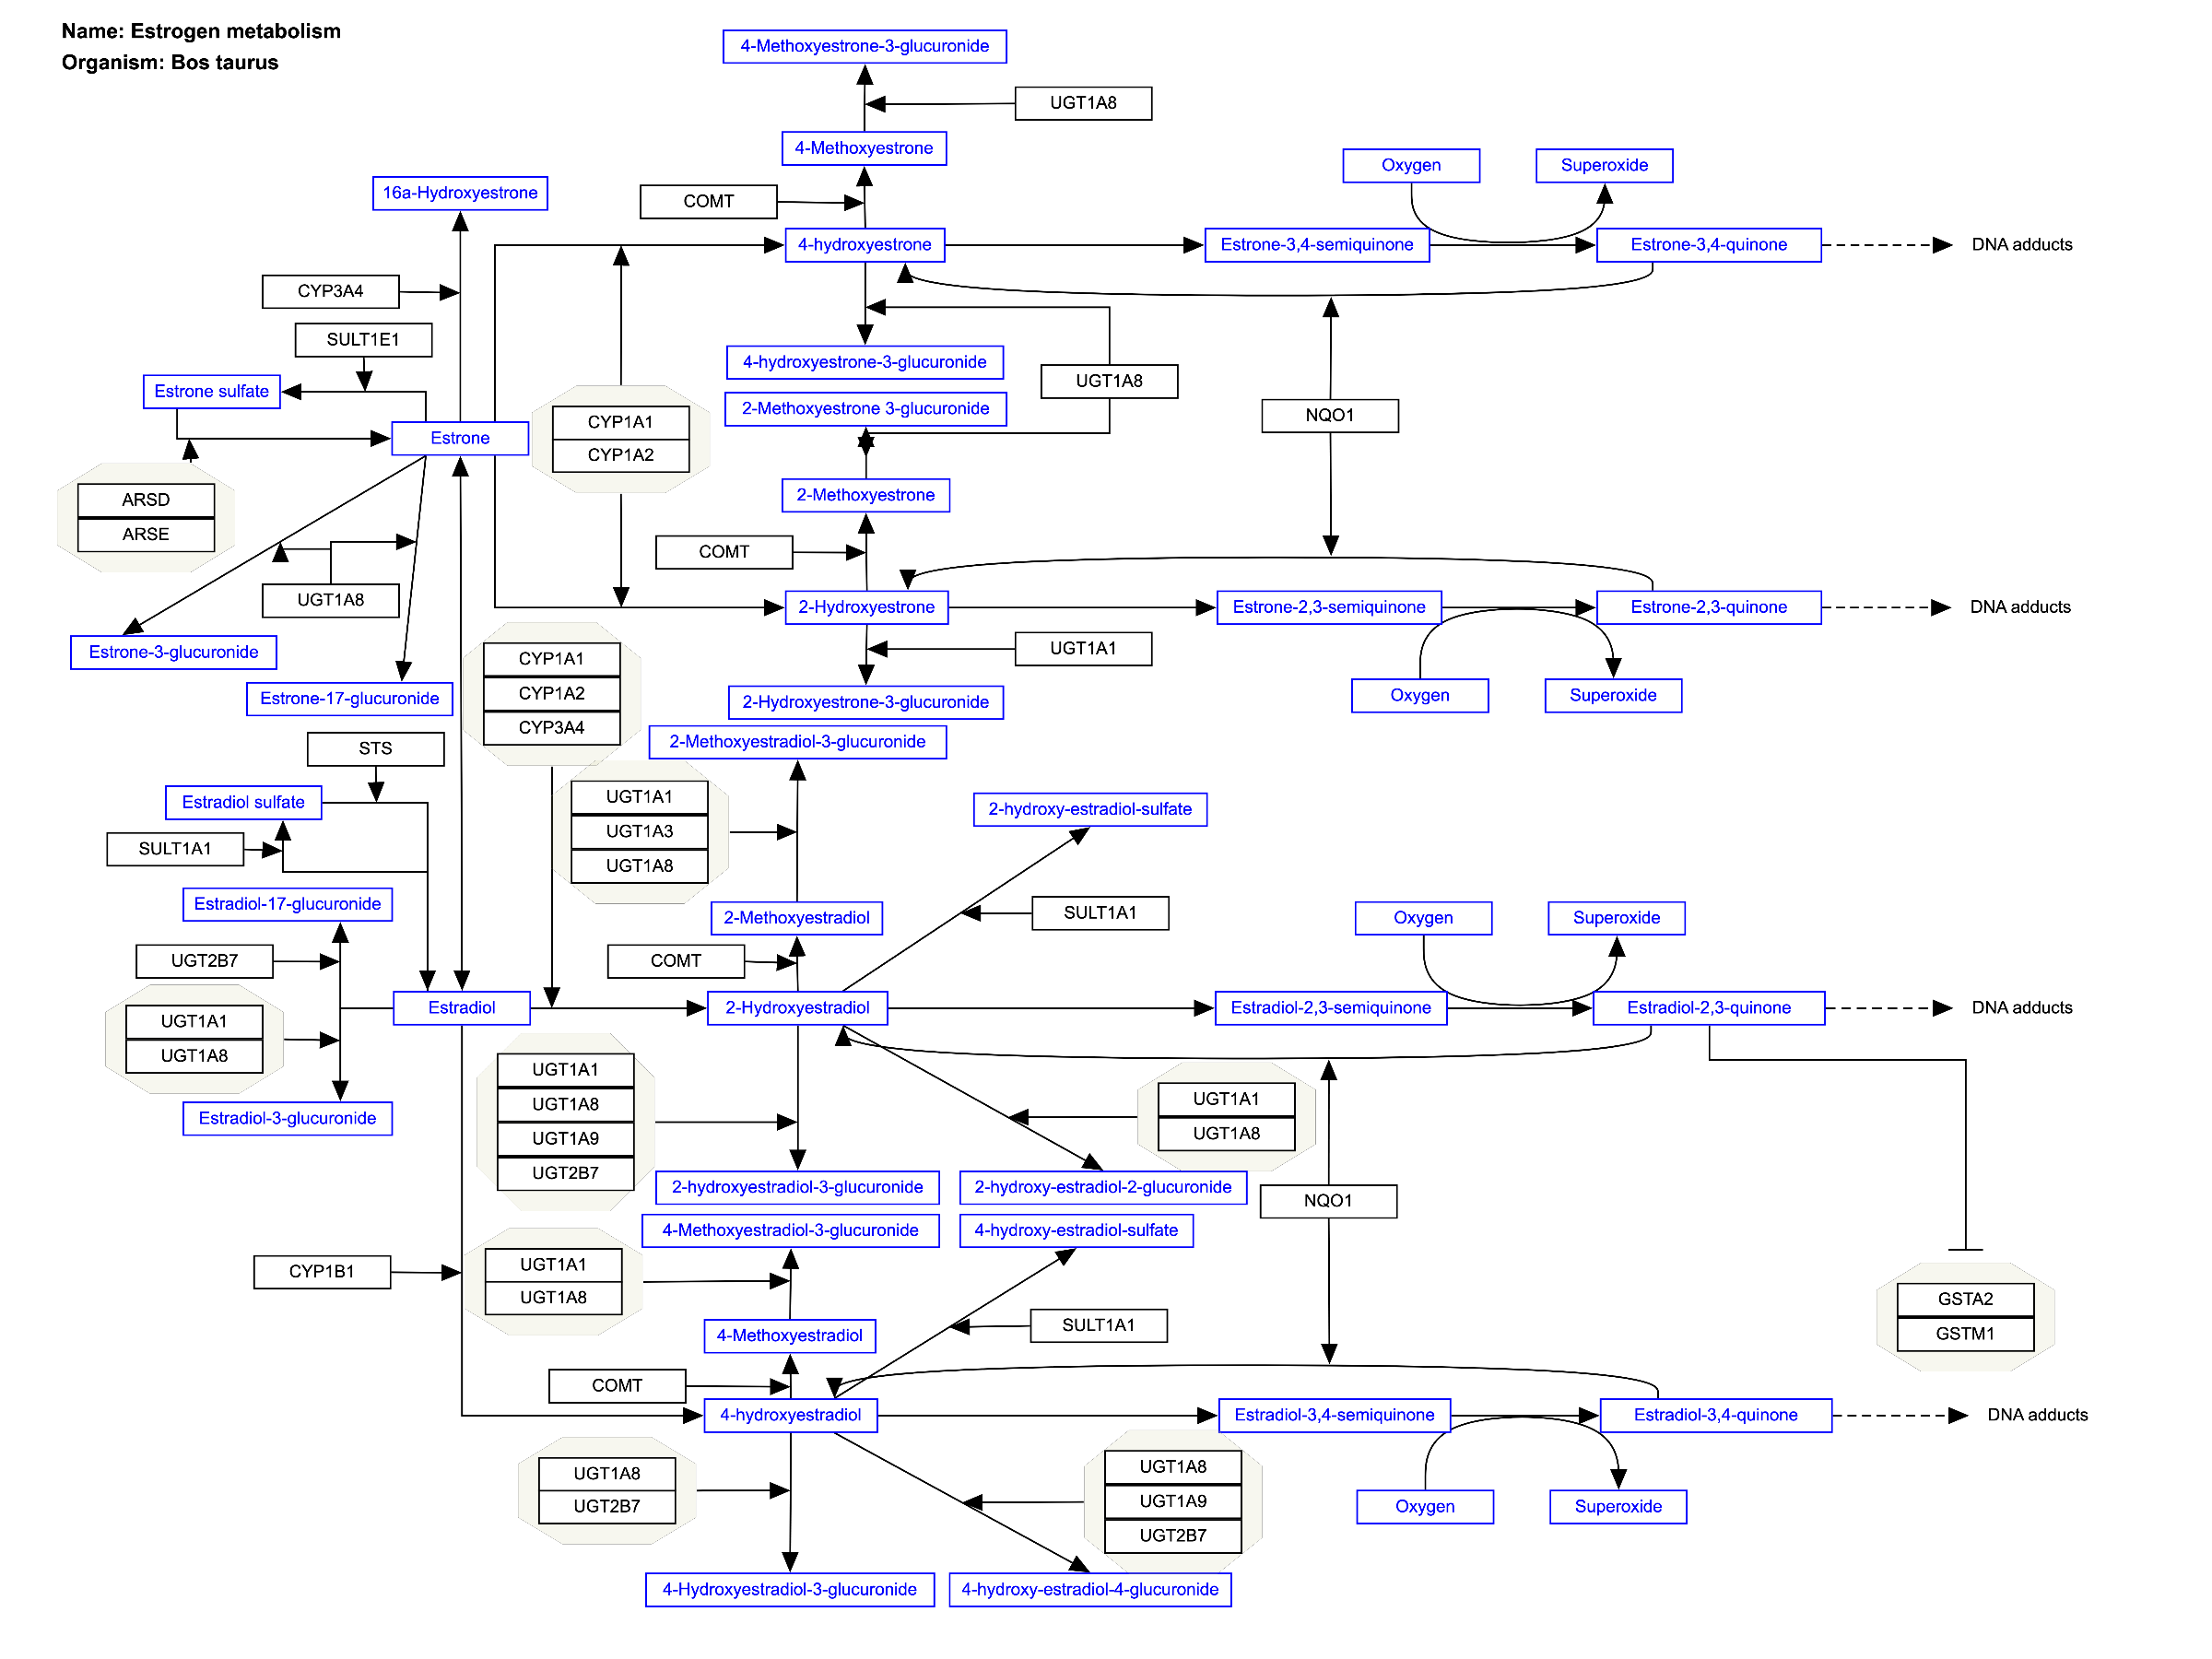 Name: Estrogen metabolism
Organism: Bos taurus
4-Methoxyestrone-3-glucuronide
UGT1A8
4-Methoxyestrone
Oxygen
Superoxide
16a-Hydroxyestrone
COMT
4-hydroxyestrone
Estrone-3,4-semiquinone
Estrone-3,4-quinone
DNA adducts
CYP3A4
SULT1E1
4-hydroxyestrone-3-glucuronide
UGT1A8
Estrone sulfate
2-Methoxyestrone 3-glucuronide
NQO1
CYP1A1
CYP1A2
Estrone
2-Methoxyestrone
ARSD
ARSE
COMT
UGT1A8
2-Hydroxyestrone
Estrone-2,3-semiquinone
Estrone-2,3-quinone
DNA adducts
Estrone-3-glucuronide
CYP1A1
CYP1A2
CYP3A4
UGT1A1
Estrone-17-glucuronide
2-Hydroxyestrone-3-glucuronide
Oxygen
Superoxide
STS
2-Methoxyestradiol-3-glucuronide
Estradiol sulfate
UGT1A1
UGT1A3
UGT1A8
2-hydroxy-estradiol-sulfate
SULT1A1
Estradiol-17-glucuronide
2-Methoxyestradiol
SULT1A1
Oxygen
Superoxide
UGT2B7
COMT
Estradiol
2-Hydroxyestradiol
Estradiol-2,3-semiquinone
Estradiol-2,3-quinone
DNA adducts
UGT1A1
UGT1A8
UGT1A1
UGT1A8
UGT1A9
UGT2B7
UGT1A1
UGT1A8
Estradiol-3-glucuronide
2-hydroxyestradiol-3-glucuronide
2-hydroxy-estradiol-2-glucuronide
NQO1
4-Methoxyestradiol-3-glucuronide
4-hydroxy-estradiol-sulfate
CYP1B1
UGT1A1
UGT1A8
GSTA2
GSTM1
4-Methoxyestradiol
SULT1A1
COMT
4-hydroxyestradiol
Estradiol-3,4-semiquinone
Estradiol-3,4-quinone
DNA adducts
UGT1A8
UGT2B7
UGT1A8
UGT1A9
UGT2B7
Oxygen
Superoxide
4-Hydroxyestradiol-3-glucuronide
4-hydroxy-estradiol-4-glucuronide